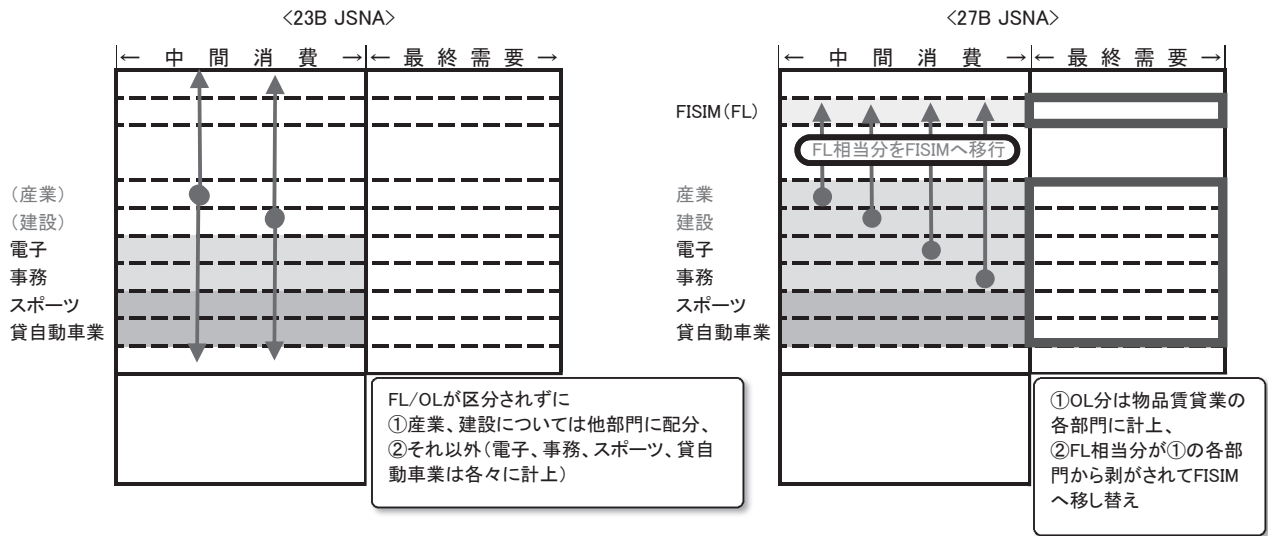 <23B JSNA>
← 中 間 消 費 →
← 最 終 需 要 →
(産業)
(建設)
電子
事務
スポーツ
貸自動車業
FL/OLが区分されずに
①産業、建設については他部門に配分、
②それ以外(電子、事務、スポーツ、貸自
動車業は各々に計上)
<27B JSNA>
← 中 間 消 費 →
← 最 終 需 要 →
FISIM(FL)
FL相当分をFISIMへ移行
産業
建設
電子
事務
スポーツ
貸自動車業
①OL分は物品賃貸業の
各部門に計上、
②FL相当分が①の各部
門から剥がされてFISIM
へ移し替え